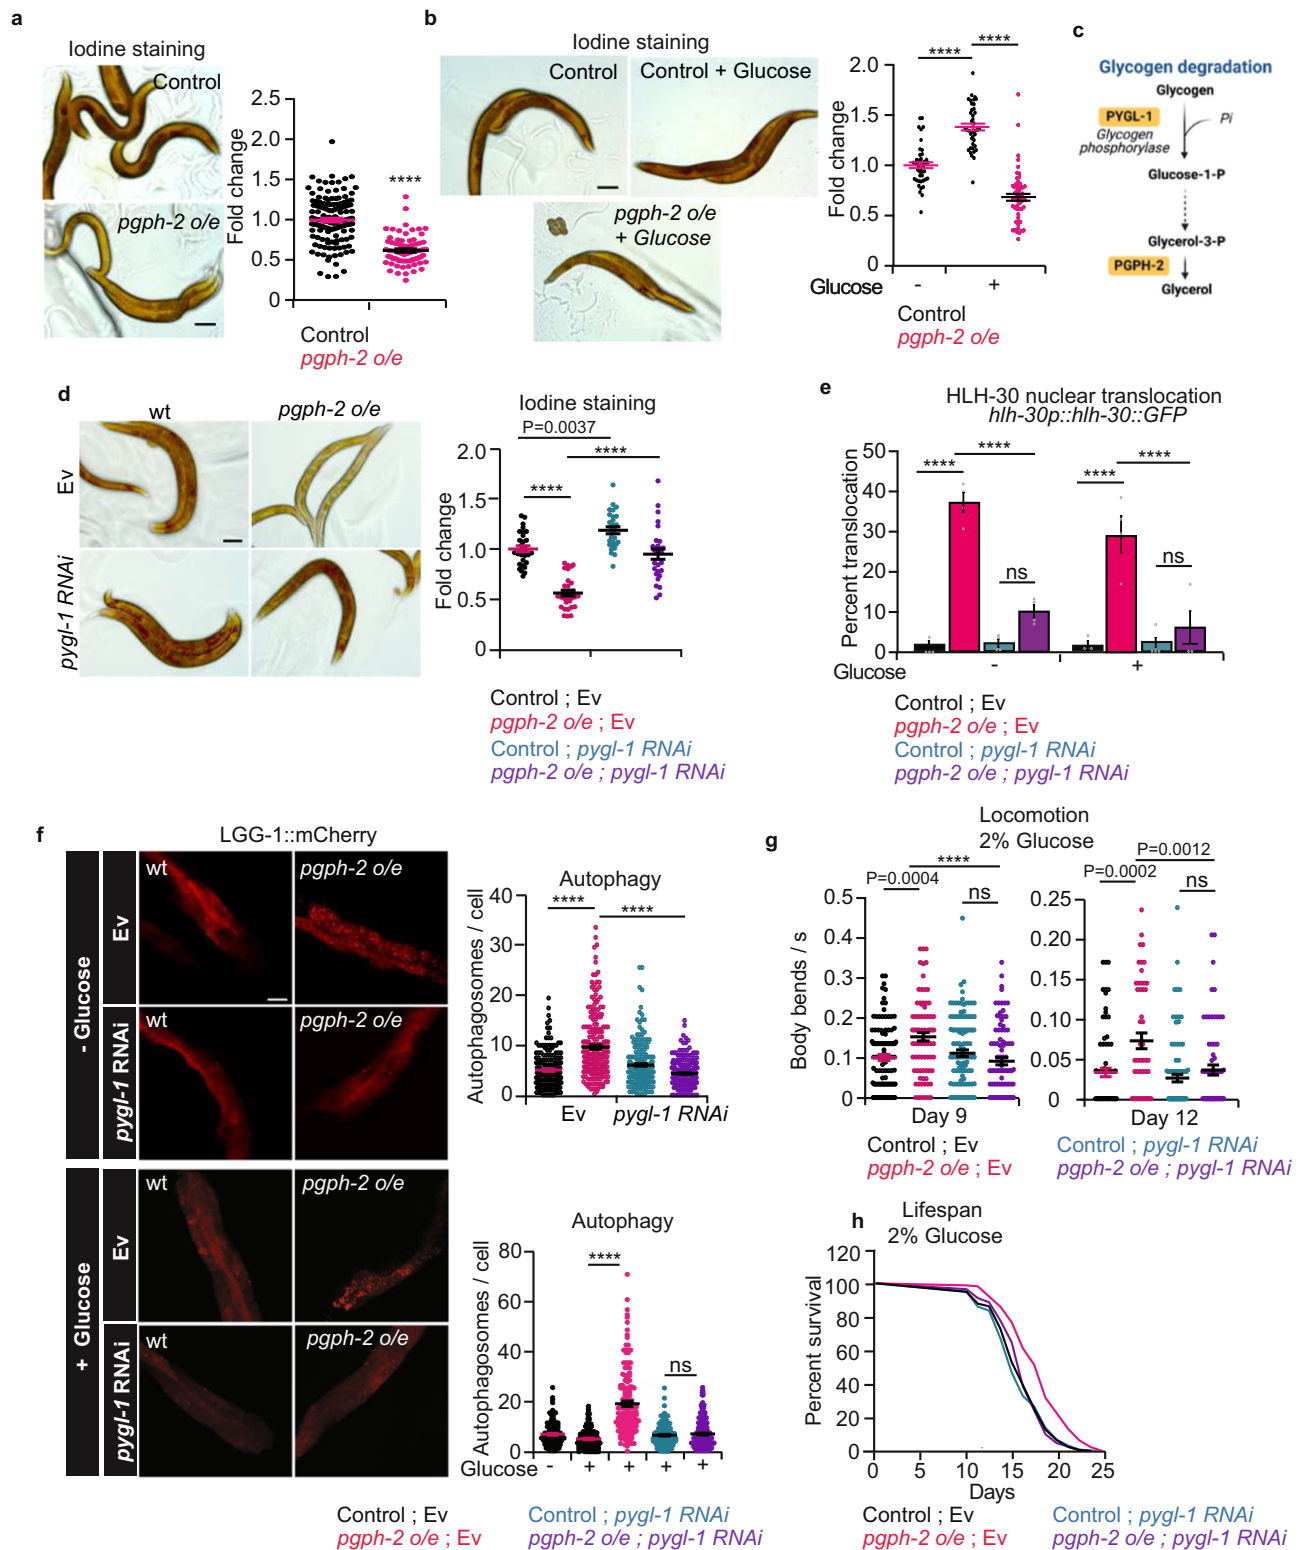 a
Iodine staining
Control
pgph-2 o/e
Fold change
2.5
2.0
1.5
1.0
0.5
0
****
Control
pgph-2 o/e
b
Iodine staining
Control
Control + Glucose
pgph-2 o/e
+ Glucose
Fold change
2.0
1.5
1.0
0.5
0
****
****
Glucose - +
Control
pgph-2 o/e
c
Glycogen degradation
Glycogen
PYGL-1
Pi
Glycogen
phosphorylase
Glucose-1-P
Glycerol-3-P
PGPH-2
Glycerol
d
wt
pgph-2 o/e
Ev
pygl-1 RNAi
Iodine staining
P=0.0037
****
****
Fold change
2.0
1.5
1.0
0.5
0
Control ; Ev
pgph-2 o/e ; Ev
Control ; pygl-1 RNAi
pgph-2 o/e ; pygl-1 RNAi
e
HLH-30 nuclear translocation
hlh-30p::hlh-30::GFP
Percent translocation
50
40
30
20
10
0
****
****
ns
****
****
ns
Glucose - +
Control ; Ev
pgph-2 o/e ; Ev
Control ; pygl-1 RNAi
pgph-2 o/e ; pygl-1 RNAi
f
LGG-1::mCherry
- Glucose
Ev
wt
pgph-2 o/e
pygl-1 RNAi
wt
pgph-2 o/e
+ Glucose
Ev
wt
pgph-2 o/e
pygl-1 RNAi
wt
pgph-2 o/e
Autophagy
Autophagosomes / cell
40
30
20
10
0
****
****
Ev pygl-1 RNAi
Autophagy
Autophagosomes / cell
80
60
40
20
0
****
ns
Glucose - + + + +
Control ; Ev
pgph-2 o/e ; Ev
Control ; pygl-1 RNAi
pgph-2 o/e ; pygl-1 RNAi
g
Locomotion
2% Glucose
Body bends / s
0.5
0.4
0.3
0.2
0.1
0
P=0.0004
****
ns
Day 9
0.25
0.20
0.15
0.10
0.05
0
P=0.0002
P=0.0012
ns
Day 12
Control ; Ev
pgph-2 o/e ; Ev
Control ; pygl-1 RNAi
pgph-2 o/e ; pygl-1 RNAi
h
Lifespan
2% Glucose
Percent survival
120
100
80
60
40
20
0
0 5 10 15 20 25
Days
Control ; Ev
pgph-2 o/e ; Ev
Control ; pygl-1 RNAi
pgph-2 o/e ; pygl-1 RNAi